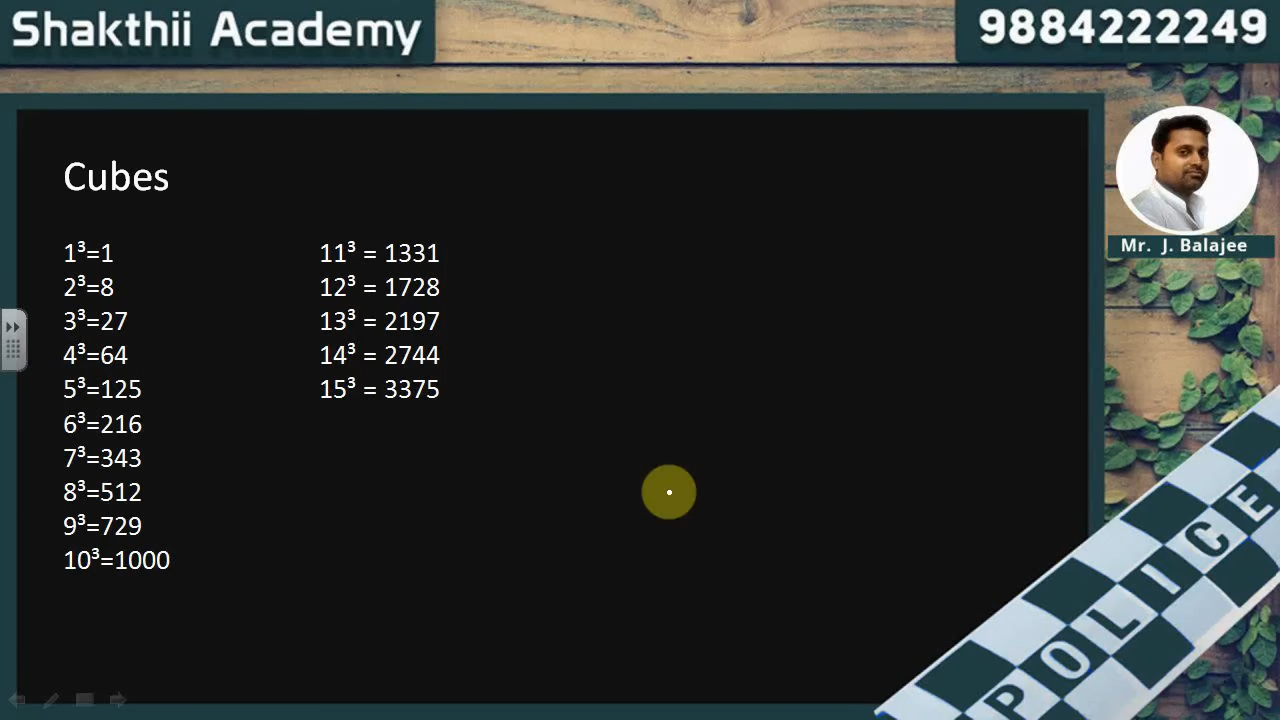 Shakthii Academy
9884222249
Cubes
1³=1
2³=8
3³=27
4³=64
5³=125
6³=216
7³=343
8³=512
9³=729
10³=1000
11³ = 1331
12³ = 1728
13³ = 2197
14³ = 2744
15³ = 3375
Mr. J. Balajee
POLICE